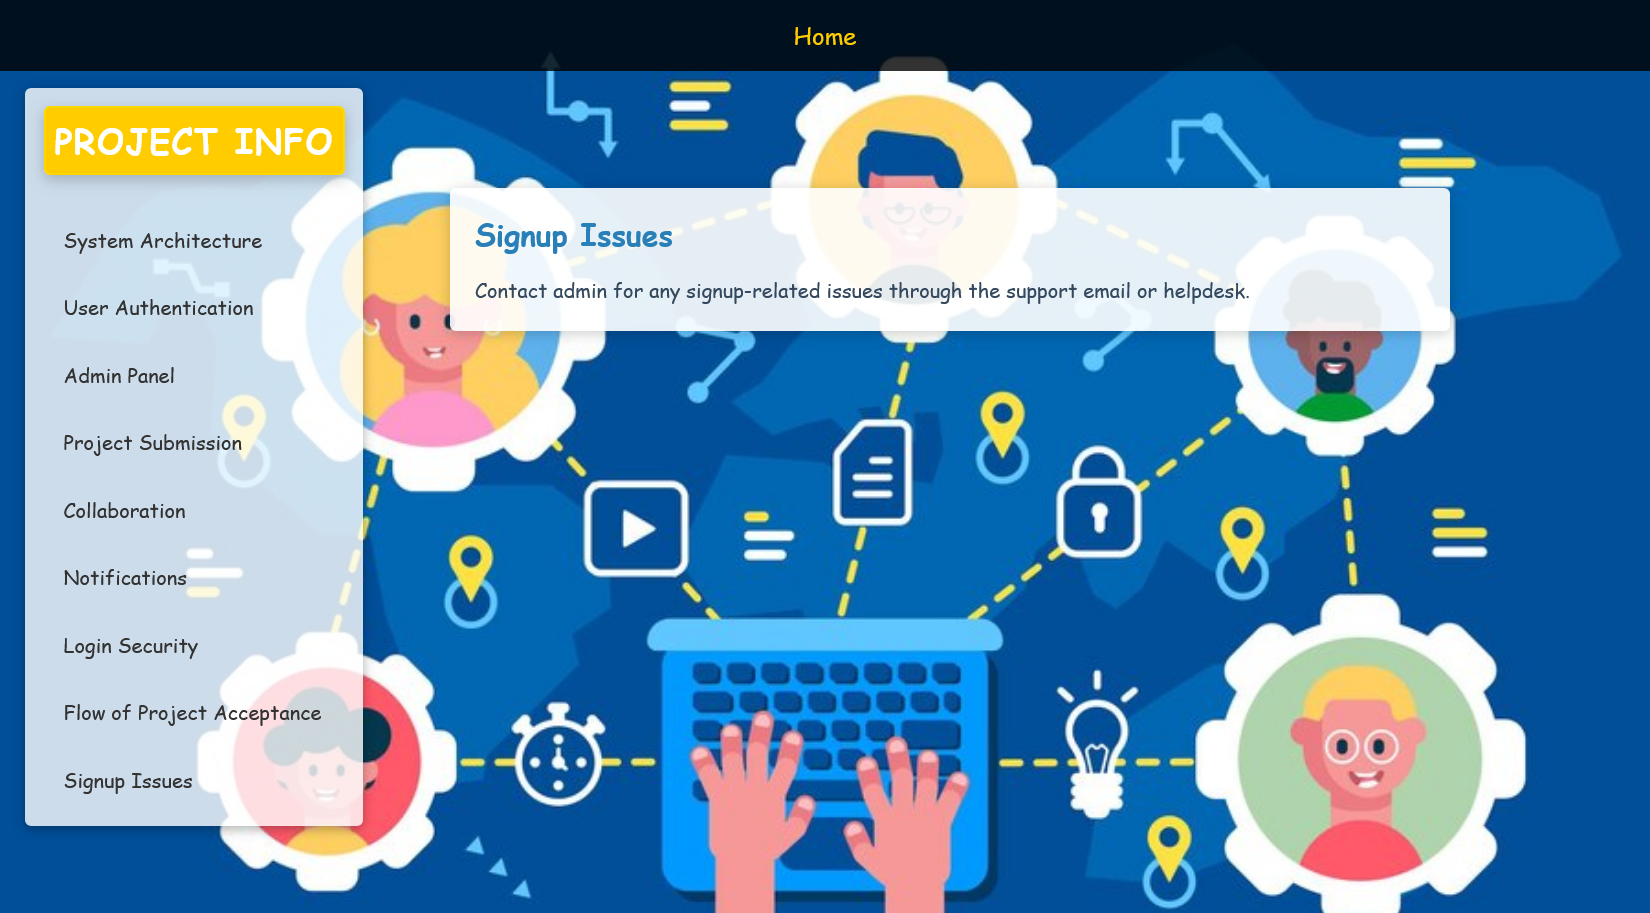 Home
PROJECT INFO
System Architecture
User Authentication
Admin Panel
Project Submission
Collaboration
Notifications
Login Security
Flow of Project Acceptance
Signup Issues
Signup Issues
Contact admin for any signup-related issues through the support email or helpdesk.